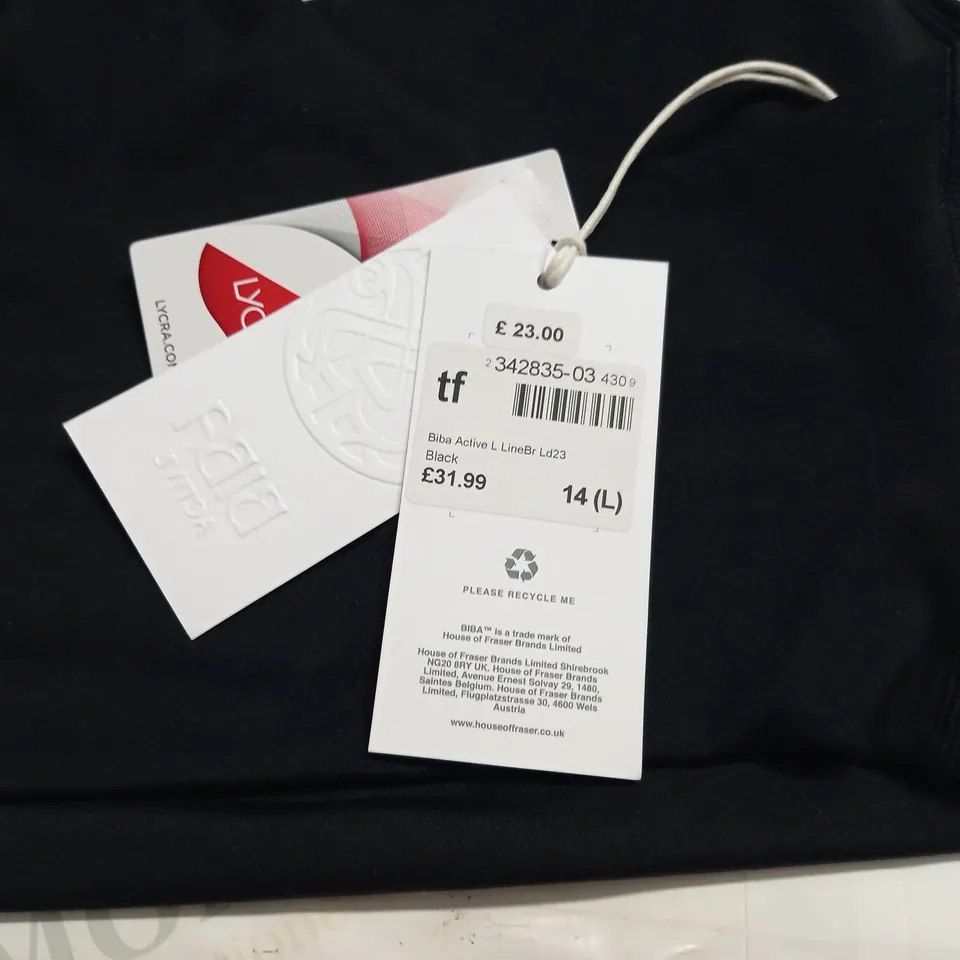 £ 23.00
2 342835-03 430 9
tf
Biba Active L LineBr Ld23
Black
£31.99
14 (L)
PLEASE RECYCLE ME
BIBA™ is a trade mark of
House of Fraser Brands Limited
House of Fraser Brands Limited Shirebrook
NG20 8RY UK. House of Fraser Brands
Limited, Avenue Ernest Solvay 29, 1480,
Saintes Belgium. House of Fraser Brands
Limited, Flugplatzstrasse 30, 4600 Wels
Austria
www.houseoffraser.co.uk
LYC
LYCRA.CO